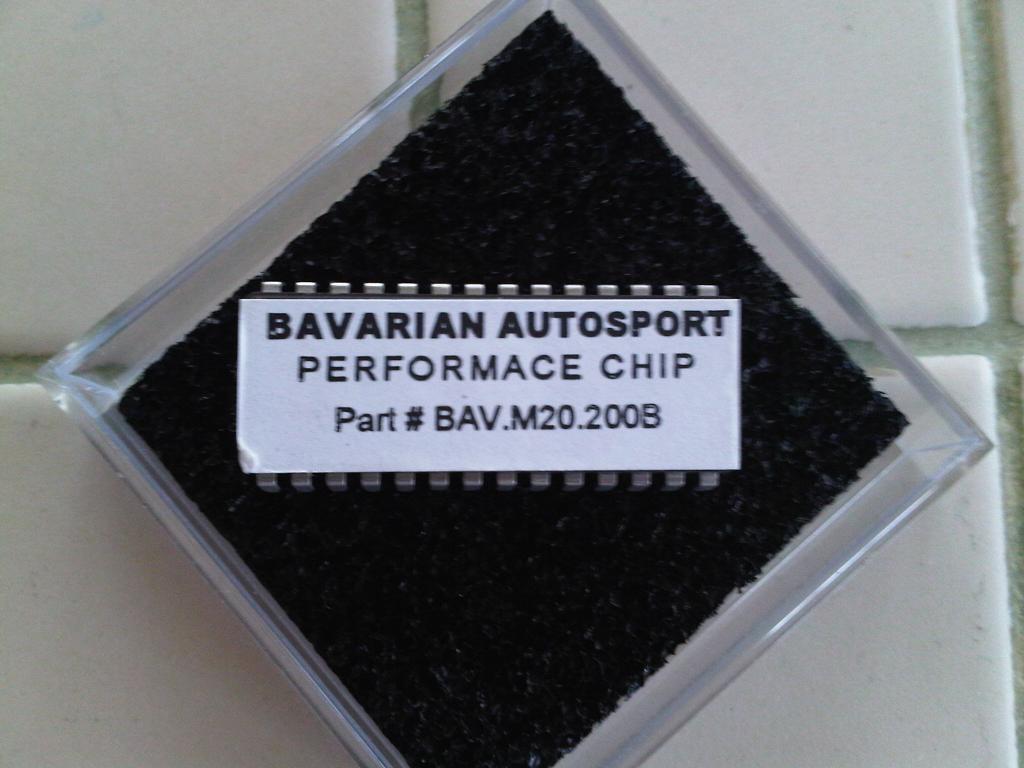 BAVARIAN AUTOSPORT
PERFORMACE CHIP
Part # BAV.M20.200B